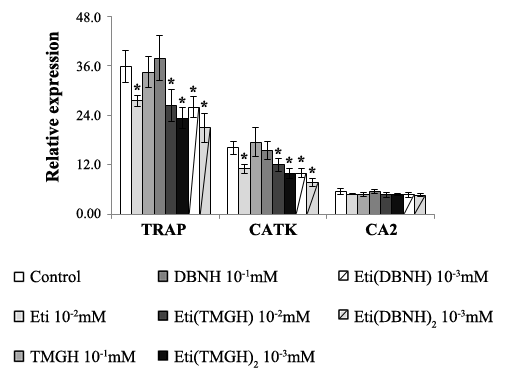 Relative expression
48.0
36.0
24.0
12.0
0.00
* * * * *
* * * * *
TRAP CATK CA2
Control DBNH 10⁻¹mM Eti(DBNH) 10⁻³mM
Eti 10⁻²mM Eti(TMGH) 10⁻²mM Eti(DBNH)₂ 10⁻³mM
TMGH 10⁻¹mM Eti(TMGH)₂ 10⁻³mM